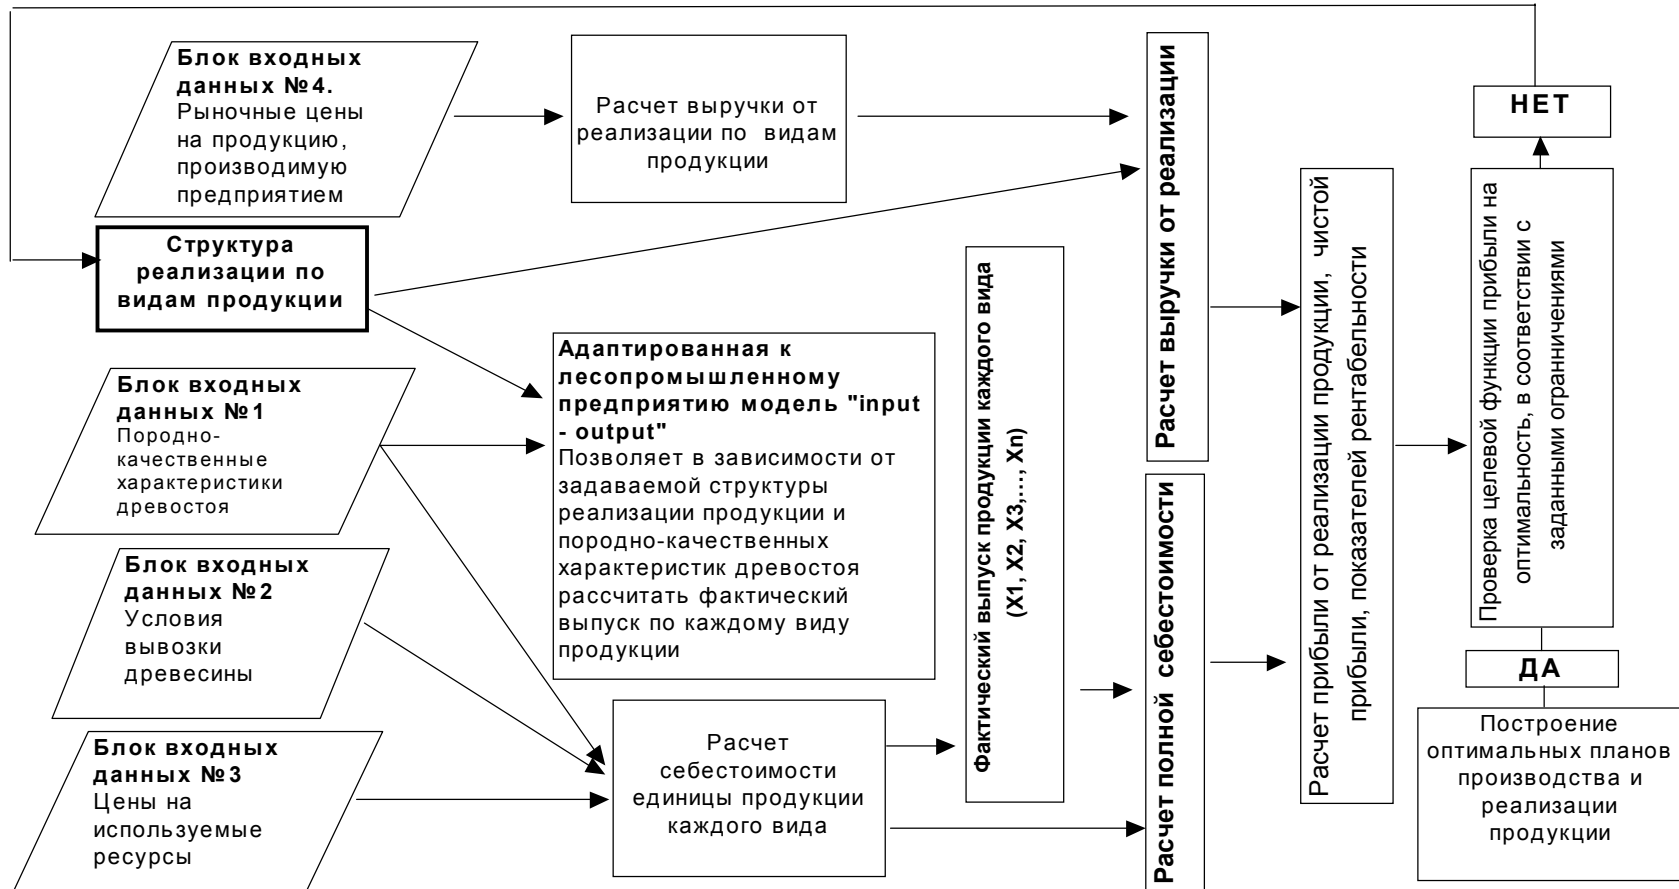 Блок входных
данных №4.
Рыночные цены
на продукцию,
производимую
предприятием
Расчет выручки от
реализации по видам
продукции
Структура
реализации по
видам продукции
Блок входных
данных №1
Породно-
качественные
характеристики
древостоя
Блок входных
данных №2
Условия
вывозки
древесины
Блок входных
данных №3
Цены на
используемые
ресурсы
Адаптированная к
лесопромышленному
предприятию модель "input
- output"
Позволяет в зависимости от
задаваемой структуры
реализации продукции и
породно-качественных
характеристик древостоя
рассчитать фактический
выпуск по каждому виду
продукции
Расчет
себестоимости
единицы продукции
каждого вида
Фактический выпуск продукции каждого вида
(X1, X2, X3,..., Xn)
Расчет выручки от реализации
Расчет полной себестоимости
Расчет прибыли от реализации продукции, чистой
прибыли, показателей рентабельности
НЕТ
Проверка целевой функции прибыли на
оптимальность, в соответствии с
заданными ограничениями
ДА
Построение
оптимальных планов
производства и
реализации
продукции